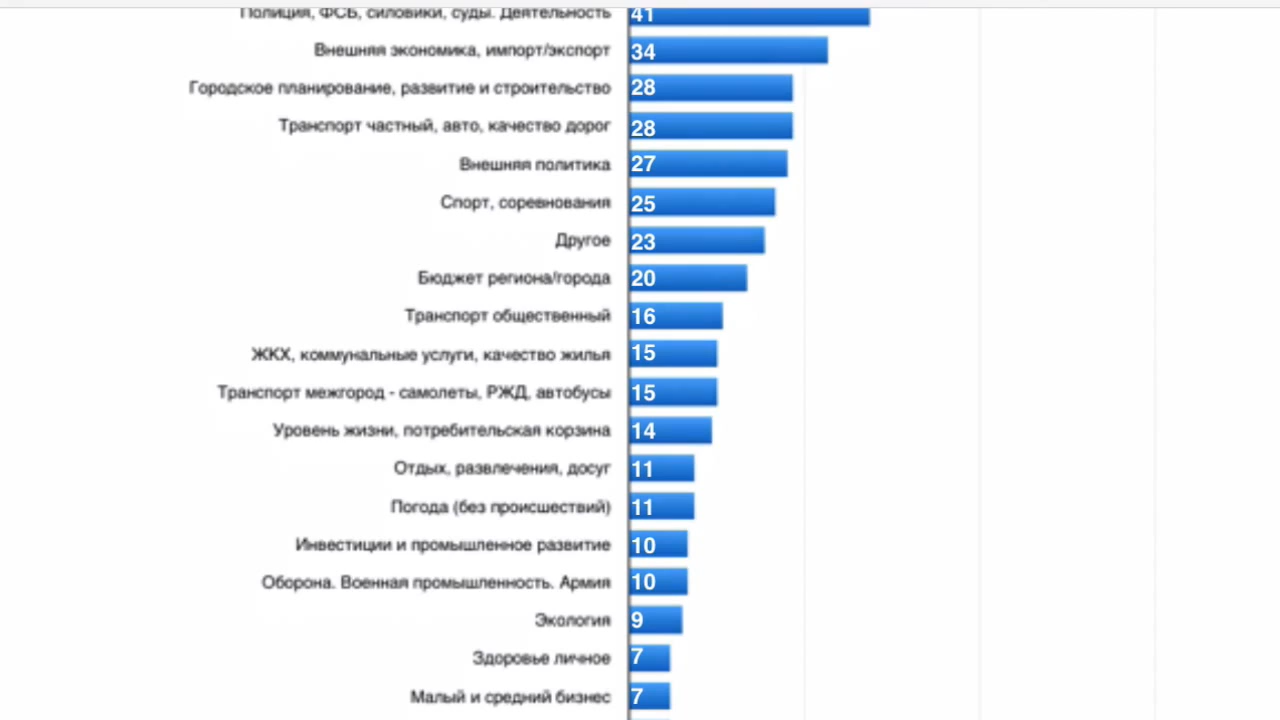 Полиция, ФСБ, силовики, суды. Деятельность 41
Внешняя экономика, импорт/экспорт 34
Городское планирование, развитие и строительство 28
Транспорт частный, авто, качество дорог 28
Внешняя политика 27
Спорт, соревнования 25
Другое 23
Бюджет региона/города 20
Транспорт общественный 16
ЖКХ, коммунальные услуги, качество жилья 15
Транспорт межгород - самолеты, РЖД, автобусы 15
Уровень жизни, потребительская корзина 14
Отдых, развлечения, досуг 11
Погода (без происшествий) 11
Инвестиции и промышленное развитие 10
Оборона. Военная промышленность. Армия 10
Экология 9
Здоровье личное 7
Малый и средний бизнес 7